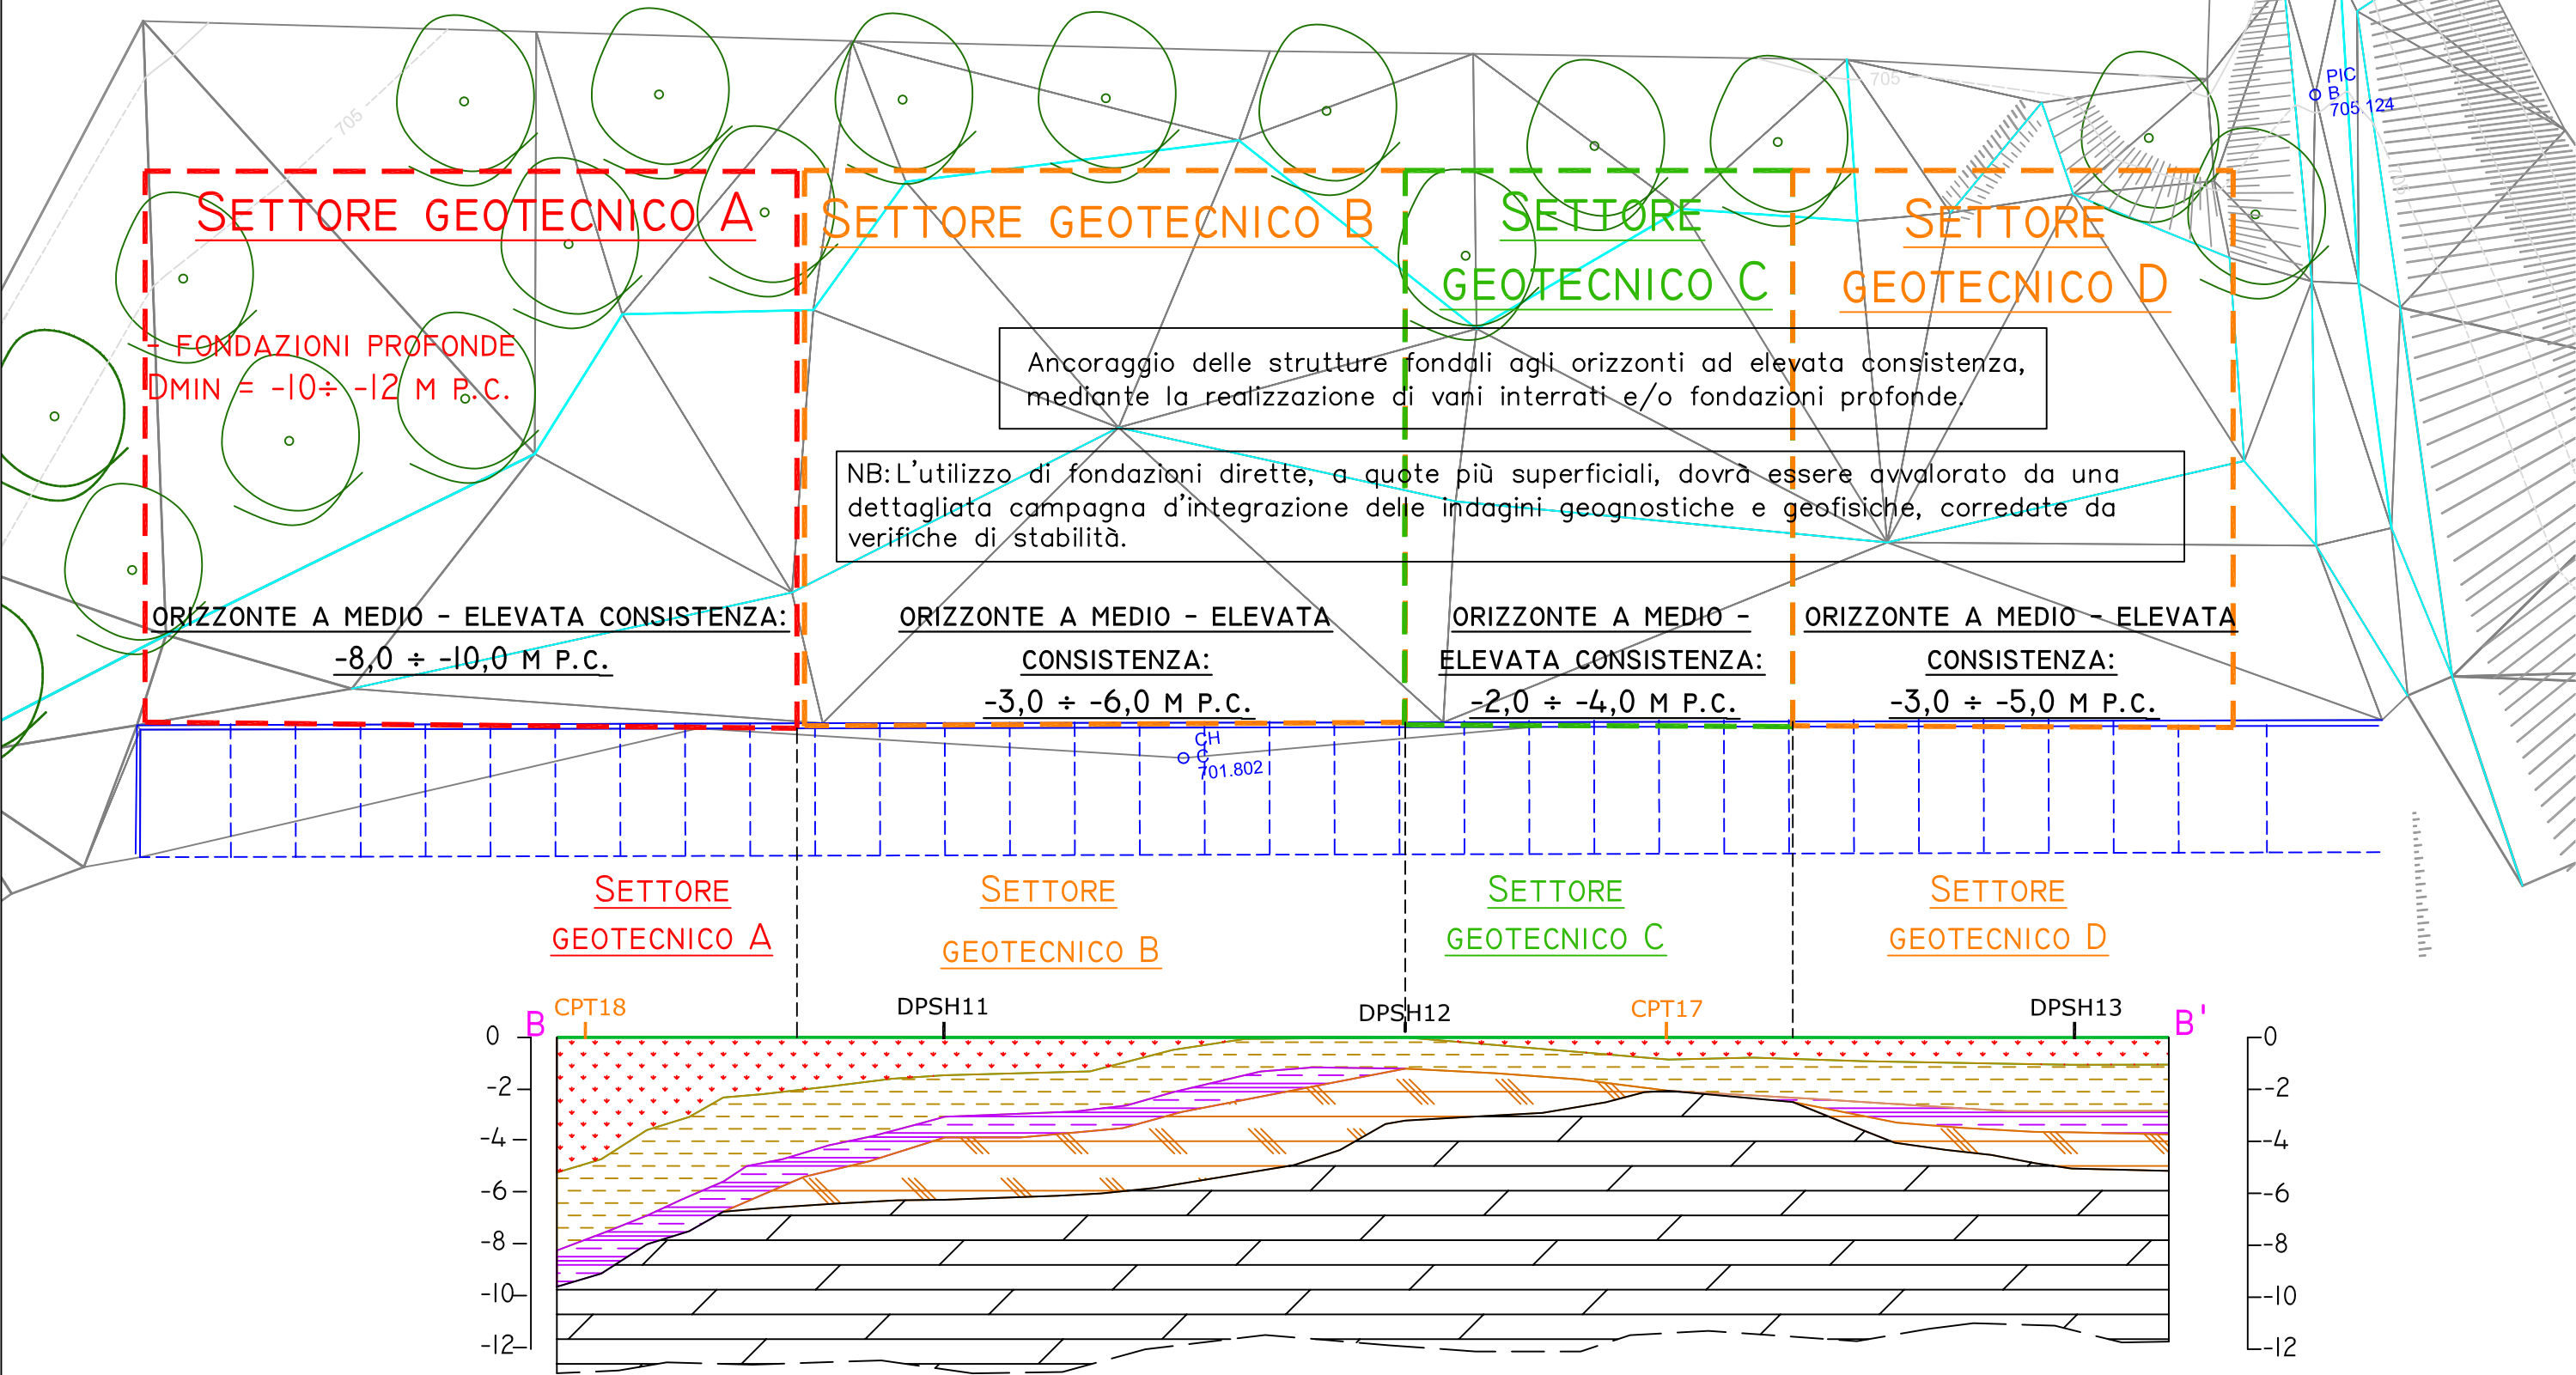 705
705
PIC
B
705.124
SETTORE GEOTECNICO A
SETTORE GEOTECNICO B
SETTORE
GEOTECNICO C
SETTORE
GEOTECNICO D
- FONDAZIONI PROFONDE
DMIN = -10÷ -12 M P.C.
Ancoraggio delle strutture fondali agli orizzonti ad elevata consistenza,
mediante la realizzazione di vani interrati e/o fondazioni profonde.
NB: L'utilizzo di fondazioni dirette, a quote più superficiali, dovrà essere avvalorato da una
dettagliata campagna d'integrazione delle indagini geognostiche e geofisiche, corredate da
verifiche di stabilità.
ORIZZONTE A MEDIO - ELEVATA CONSISTENZA:
-8,0 ÷ -10,0 M P.C.
ORIZZONTE A MEDIO - ELEVATA
CONSISTENZA:
-3,0 ÷ -6,0 M P.C.
ORIZZONTE A MEDIO -
ELEVATA CONSISTENZA:
-2,0 ÷ -4,0 M P.C.
ORIZZONTE A MEDIO - ELEVATA
CONSISTENZA:
-3,0 ÷ -5,0 M P.C.
CH
C
701.802
SETTORE
GEOTECNICO A
SETTORE
GEOTECNICO B
SETTORE
GEOTECNICO C
SETTORE
GEOTECNICO D
B
CPT18
DPSH11
DPSH12
CPT17
DPSH13
B'
0
-2
-4
-6
-8
-10
-12
0
-2
-4
-6
-8
-10
-12